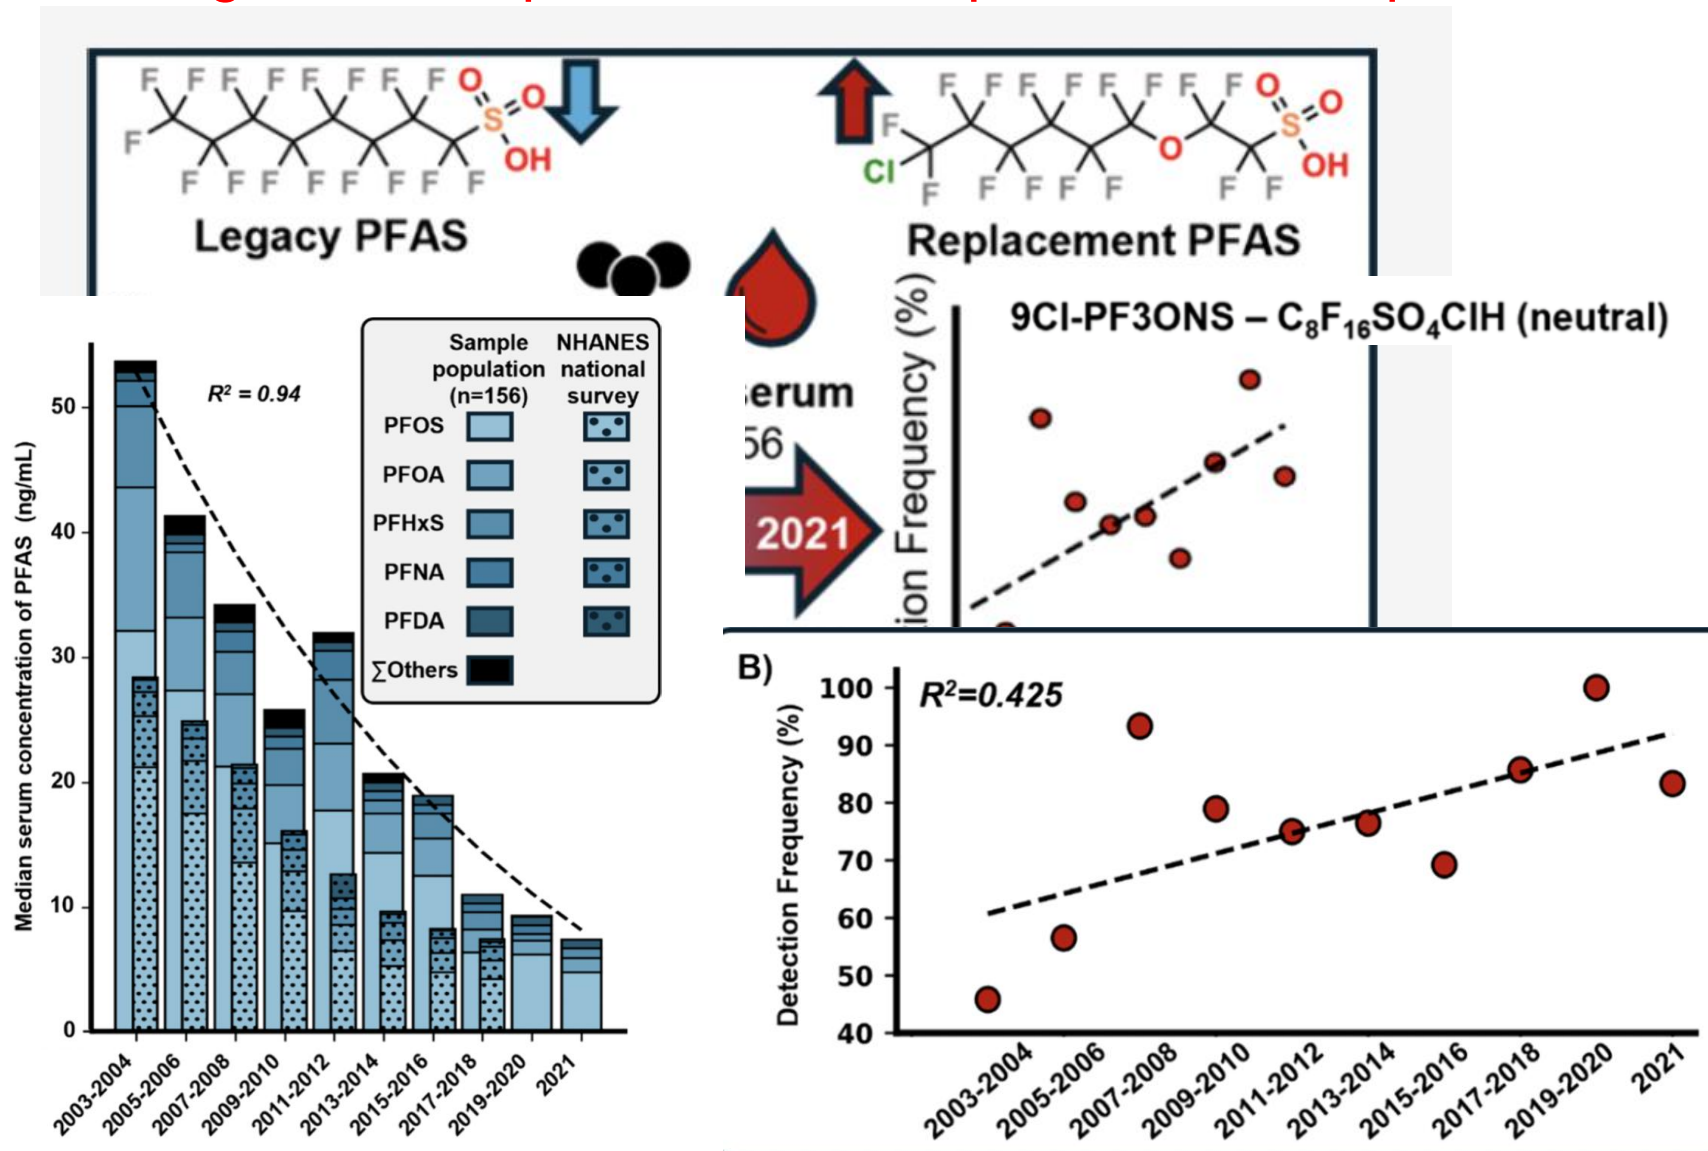 F F F F F F F F O
O
S
F
OH
F F F F F F F F
Legacy PFAS
F F F F F F F F O
O
F
S
Cl
O
OH
F F F F F F F
Replacement PFAS
9Cl-PF3ONS – C₈F₁₆SO₄ClH (neutral)
ion Frequency (%)
erum
56
2021
Median serum concentration of PFAS (ng/mL)
50
40
30
20
10
0
R² = 0.94
Sample population (n=156)
NHANES national survey
PFOS
PFOA
PFHxS
PFNA
PFDA
∑Others
2003-2004
2005-2006
2007-2008
2009-2010
2011-2012
2013-2014
2015-2016
2017-2018
2019-2020
2021
B)
R²=0.425
Detection Frequency (%)
100
90
80
70
60
50
40
2003-2004
2005-2006
2007-2008
2009-2010
2011-2012
2013-2014
2015-2016
2017-2018
2019-2020
2021